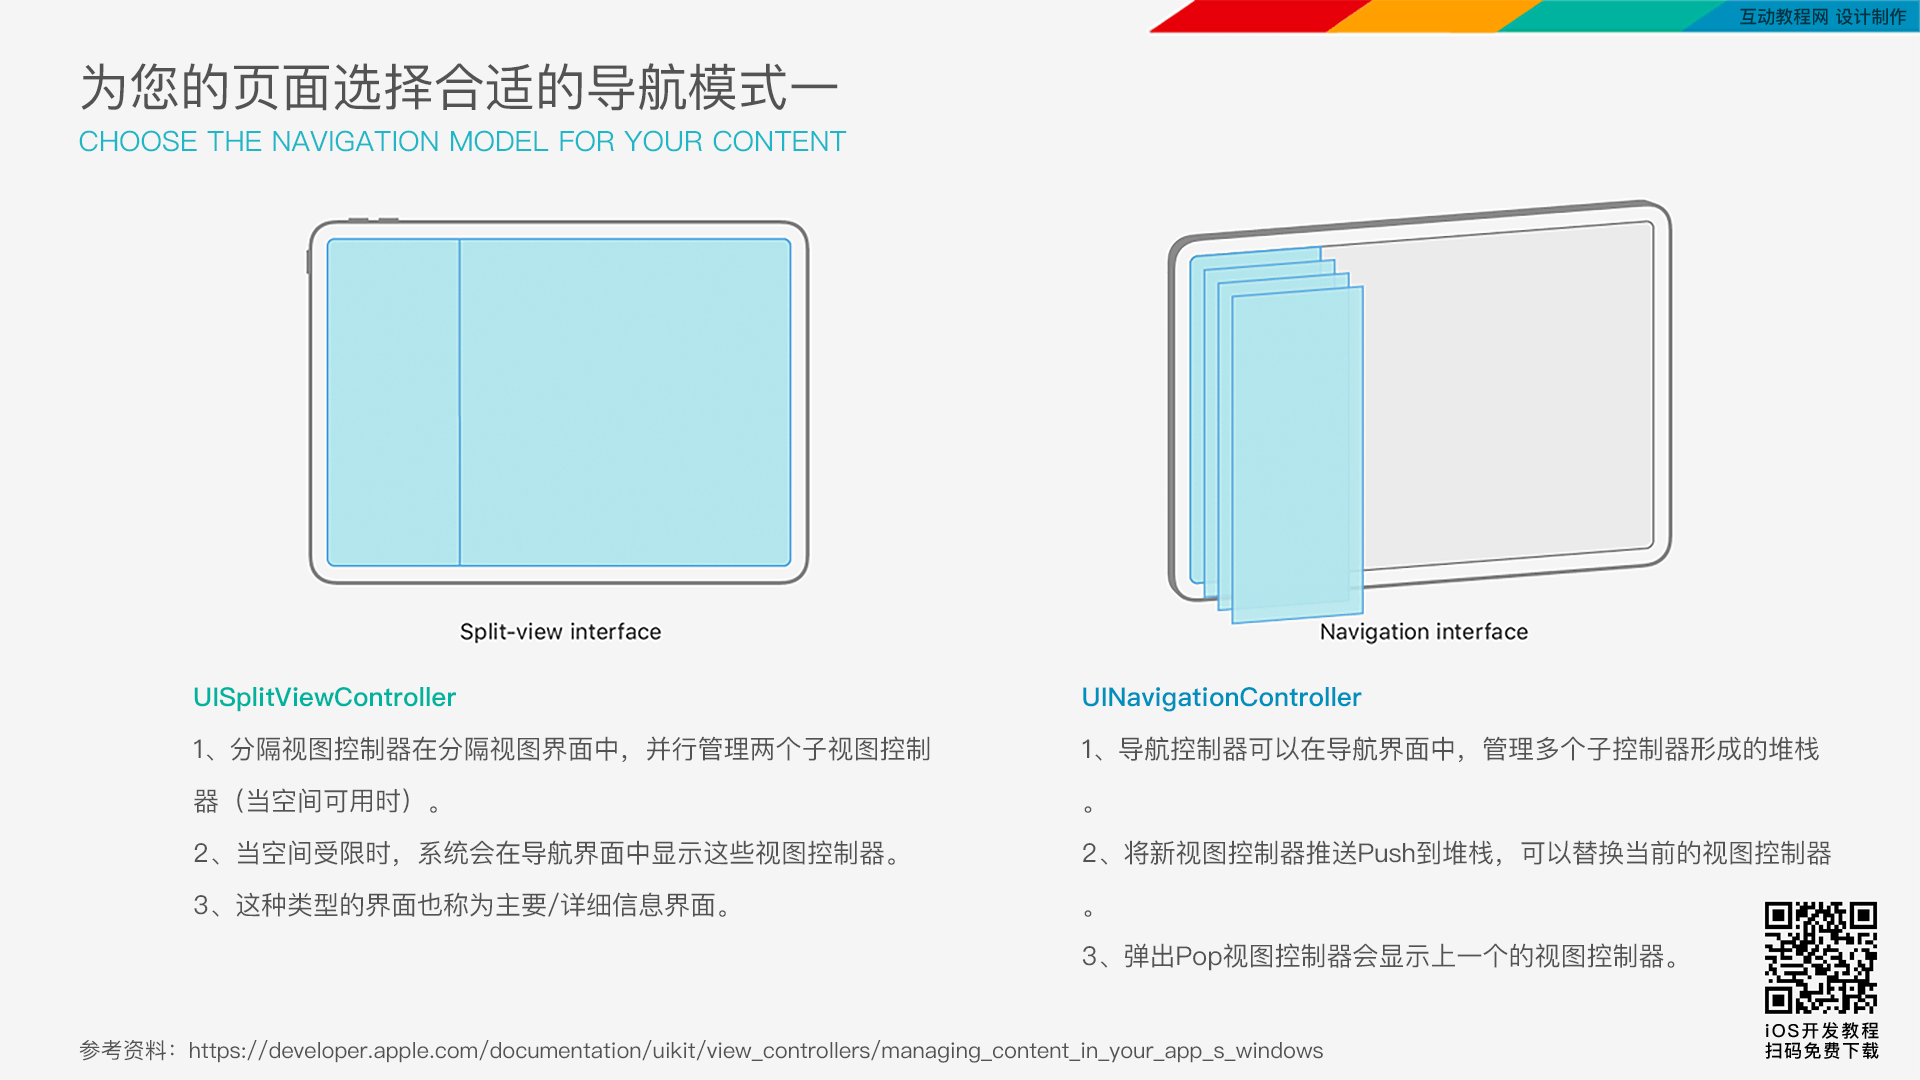 互动教程网 设计制作
为您的页面选择合适的导航模式一
CHOOSE THE NAVIGATION MODEL FOR YOUR CONTENT
Split-view interface
UISplitViewController
1、分隔视图控制器在分隔视图界面中，并行管理两个子视图控制
器（当空间可用时）。
2、当空间受限时，系统会在导航界面中显示这些视图控制器。
3、这种类型的界面也称为主要/详细信息界面。
Navigation interface
UINavigationController
1、导航控制器可以在导航界面中，管理多个子控制器形成的堆栈
。
2、将新视图控制器推送Push到堆栈，可以替换当前的视图控制器
。
3、弹出Pop视图控制器会显示上一个的视图控制器。
iOS开发教程
扫码免费下载
参考资料：https://developer.apple.com/documentation/uikit/view_controllers/managing_content_in_your_app_s_windows